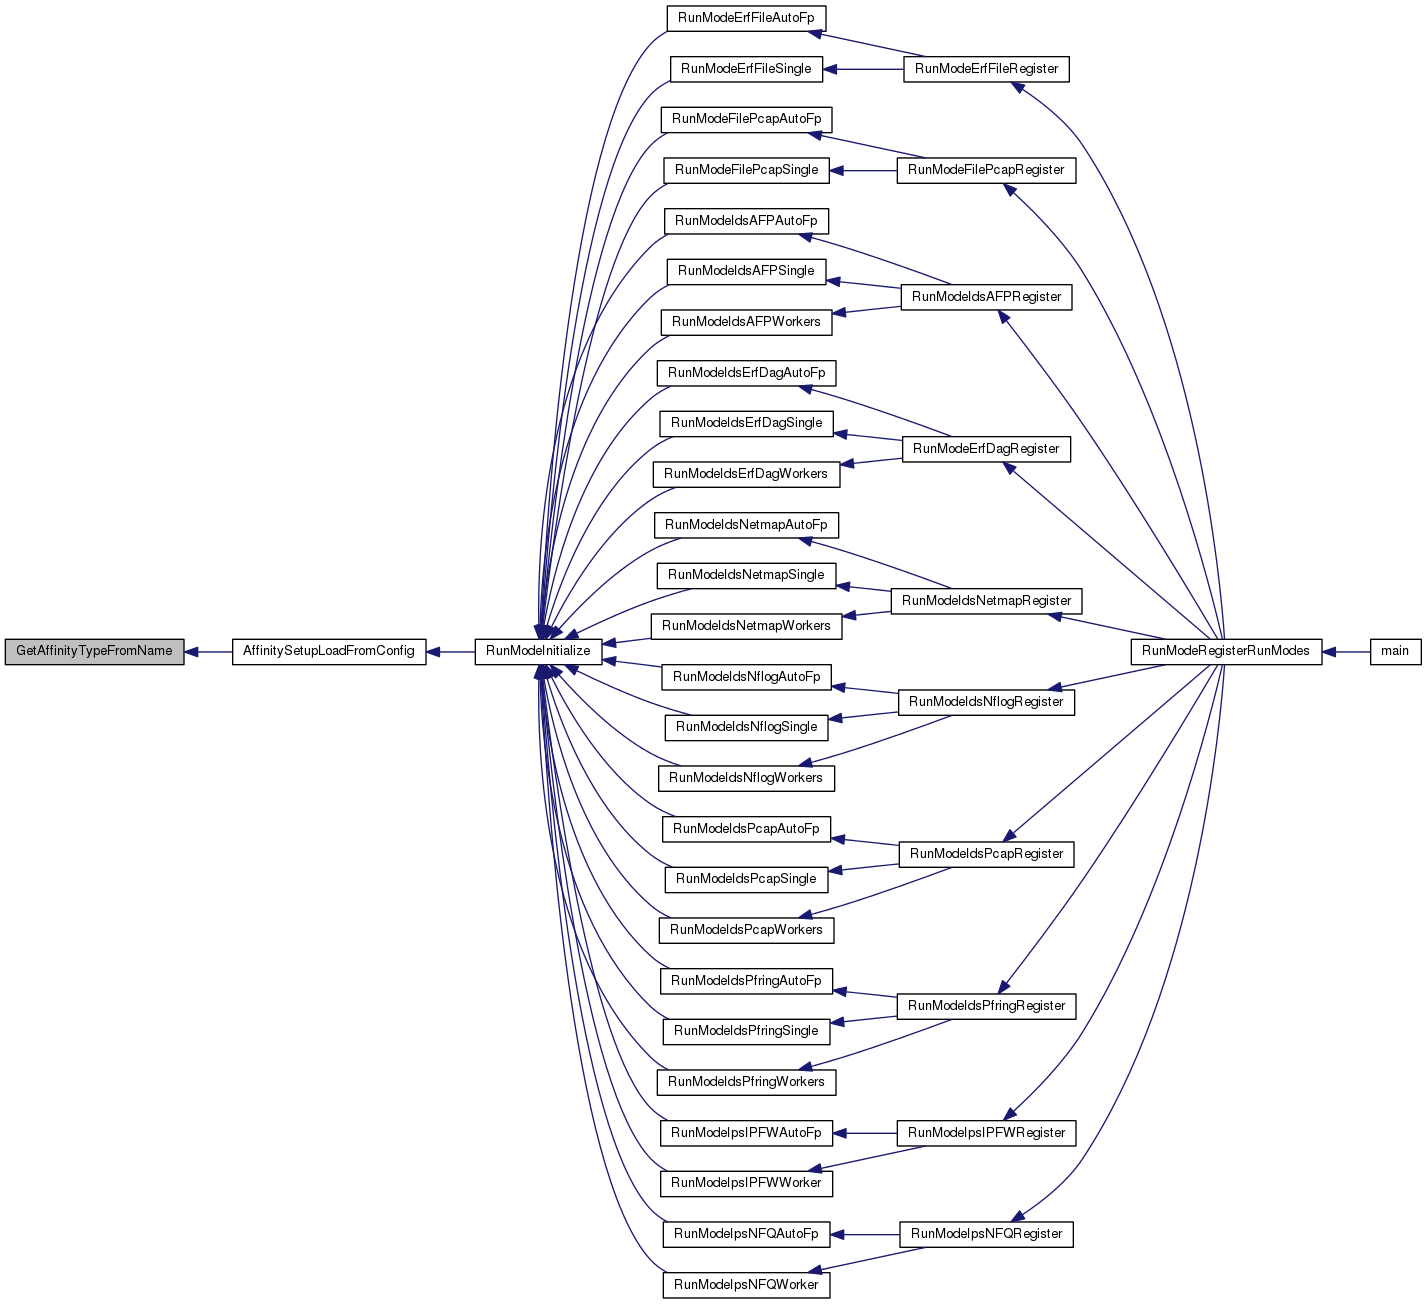 RunModeErfFileAutoFp
RunModeErfFileSingle
RunModeErfFileRegister
RunModeFilePcapAutoFp
RunModeFilePcapSingle
RunModeFilePcapRegister
RunModeIdsAFPAutoFp
RunModeIdsAFPSingle
RunModeIdsAFPRegister
RunModeIdsAFPWorkers
RunModeIdsErfDagAutoFp
RunModeIdsErfDagSingle
RunModeErfDagRegister
RunModeIdsErfDagWorkers
RunModeIdsNetmapAutoFp
RunModeIdsNetmapSingle
RunModeIdsNetmapRegister
RunModeIdsNetmapWorkers
GetAffinityTypeFromName
AffinitySetupLoadFromConfig
RunModeInitialize
RunModeRegisterRunModes
main
RunModeIdsNflogAutoFp
RunModeIdsNflogRegister
RunModeIdsNflogSingle
RunModeIdsNflogWorkers
RunModeIdsPcapAutoFp
RunModeIdsPcapRegister
RunModeIdsPcapSingle
RunModeIdsPcapWorkers
RunModeIdsPfringAutoFp
RunModeIdsPfringRegister
RunModeIdsPfringSingle
RunModeIdsPfringWorkers
RunModeIpsIPFWAutoFp
RunModeIpsIPFWRegister
RunModeIpsIPFWWorker
RunModeIpsNFQAutoFp
RunModeIpsNFQRegister
RunModeIpsNFQWorker